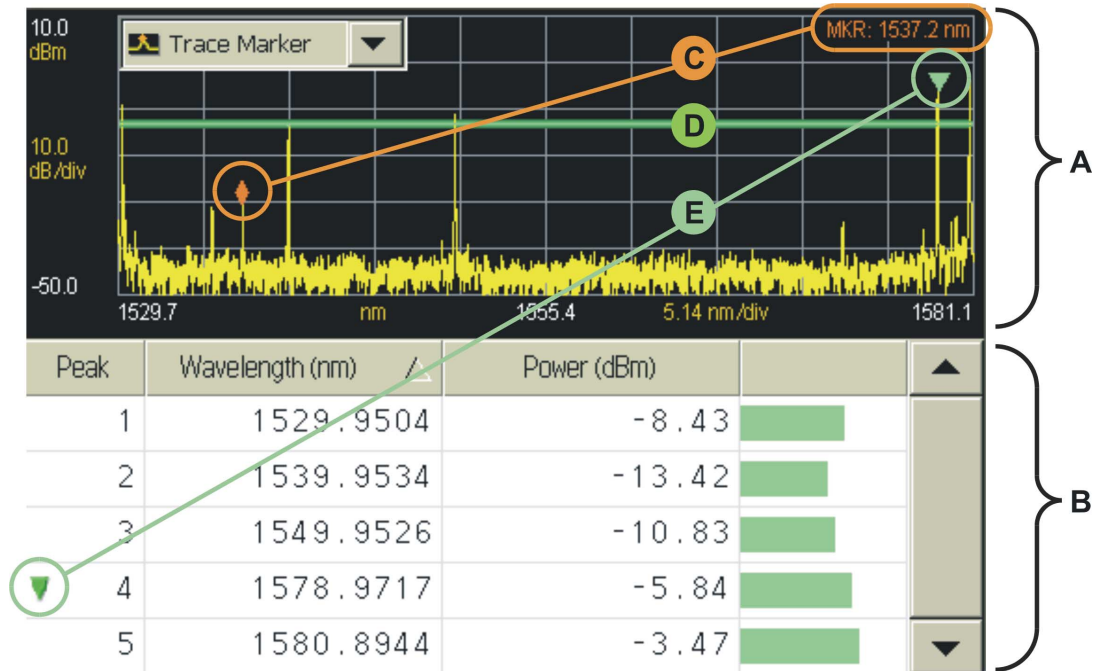 10.0
dBm
Trace Marker
MKR: 1537.2 nm
C
D
10.0
dB/div
A
E
-50.0
1529.7 nm 1555.4 5.14 nm/div 1581.1
Peak Wavelength (nm) Power (dBm)
1 1529.9504 -8.43
2 1539.9534 -13.42
3 1549.9526 -10.83
B
4 1578.9717 -5.84
5 1580.8944 -3.47